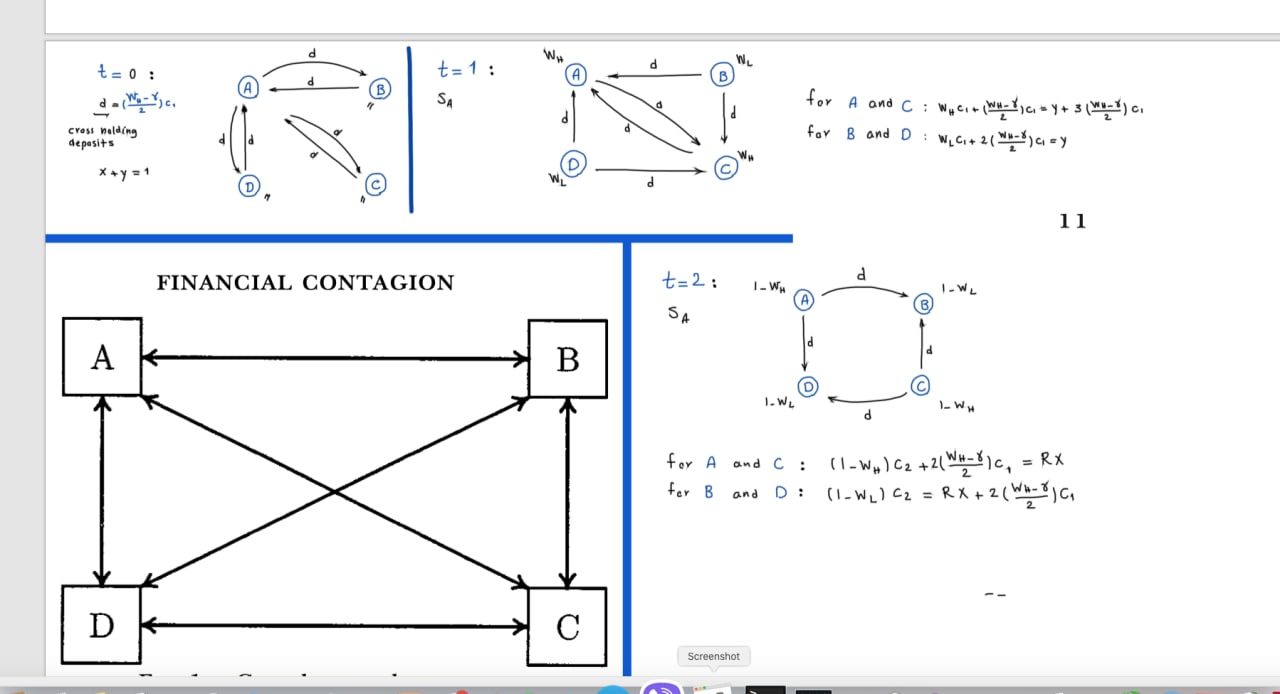 t = 0 :
d = (W_H - γ / 2) c₁
cross holding
deposits
x + y = 1
d
A
d
B
"
d
d
d
d
D
"
C
"
t = 1 :
S_A
W_H
A
d
B
W_L
d
d
d
d
D
W_L
d
C
W_H
for A and C : W_H C₁ + (W_H - γ / 2) C₁ = y + 3 (W_H - γ / 2) C₁
for B and D : W_L C₁ + 2 (W_H - γ / 2) C₁ = y
11
FINANCIAL CONTAGION
A
B
D
C
t = 2 :
S_A
1 - W_H
A
d
B
1 - W_L
d
d
D
1 - W_L
d
C
1 - W_H
for A and C : (1 - W_H) C₂ + 2 (W_H - γ / 2) C₁ = RX
for B and D : (1 - W_L) C₂ = RX + 2 (W_H - γ / 2) C₁
--
Screenshot